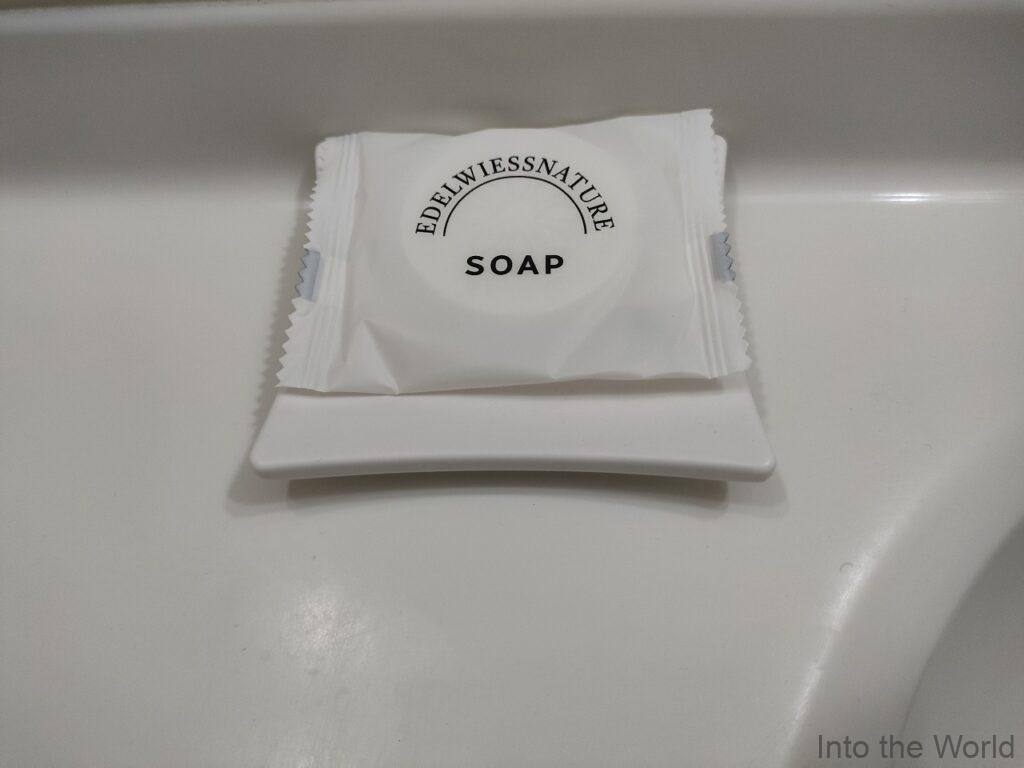 EDELWIESSNATURE
SOAP
Into the World